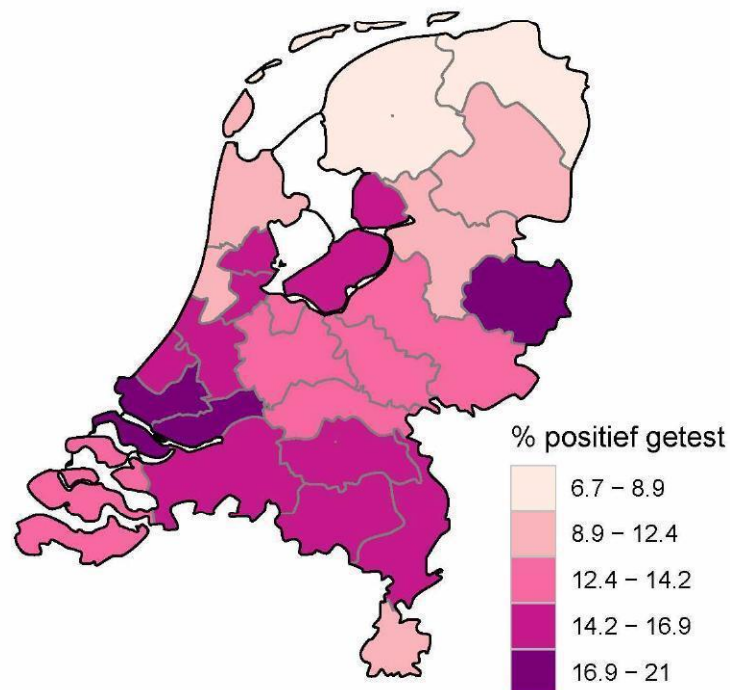 % positief getest
6.7 – 8.9
8.9 – 12.4
12.4 – 14.2
14.2 – 16.9
16.9 – 21